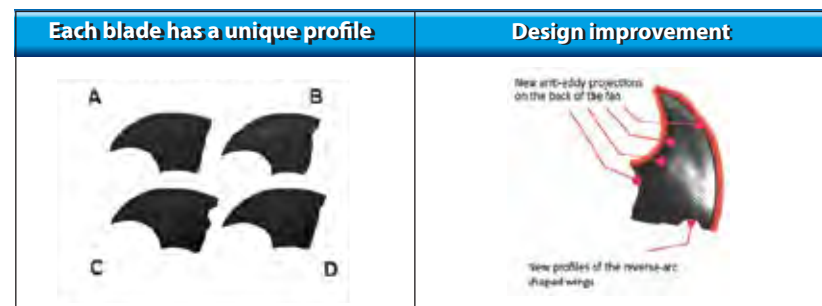 Each blade has a unique profile
Design improvement
A
B
C
D
New anti-eddy projections
on the back of the fan
New profiles of the reverse-arc
shaped wings